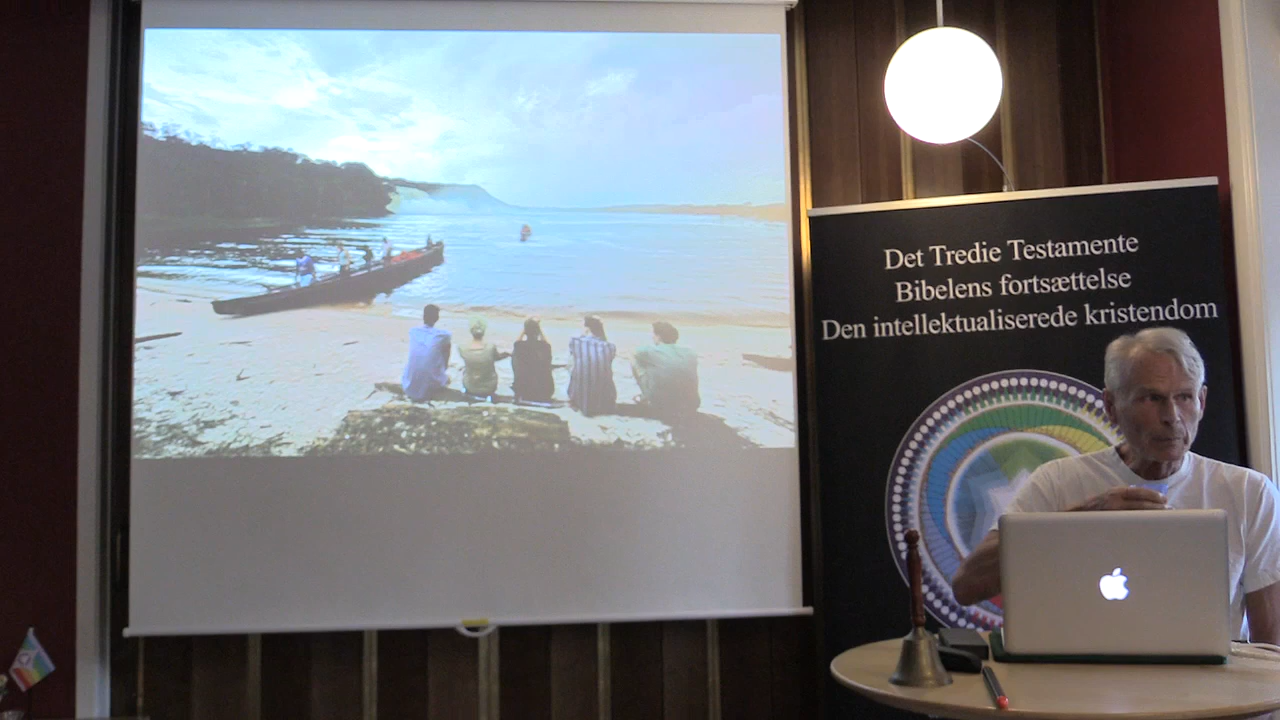 Det Tredie Testamente
Bibelens fortsættelse
Den intellektualiserede kristendom